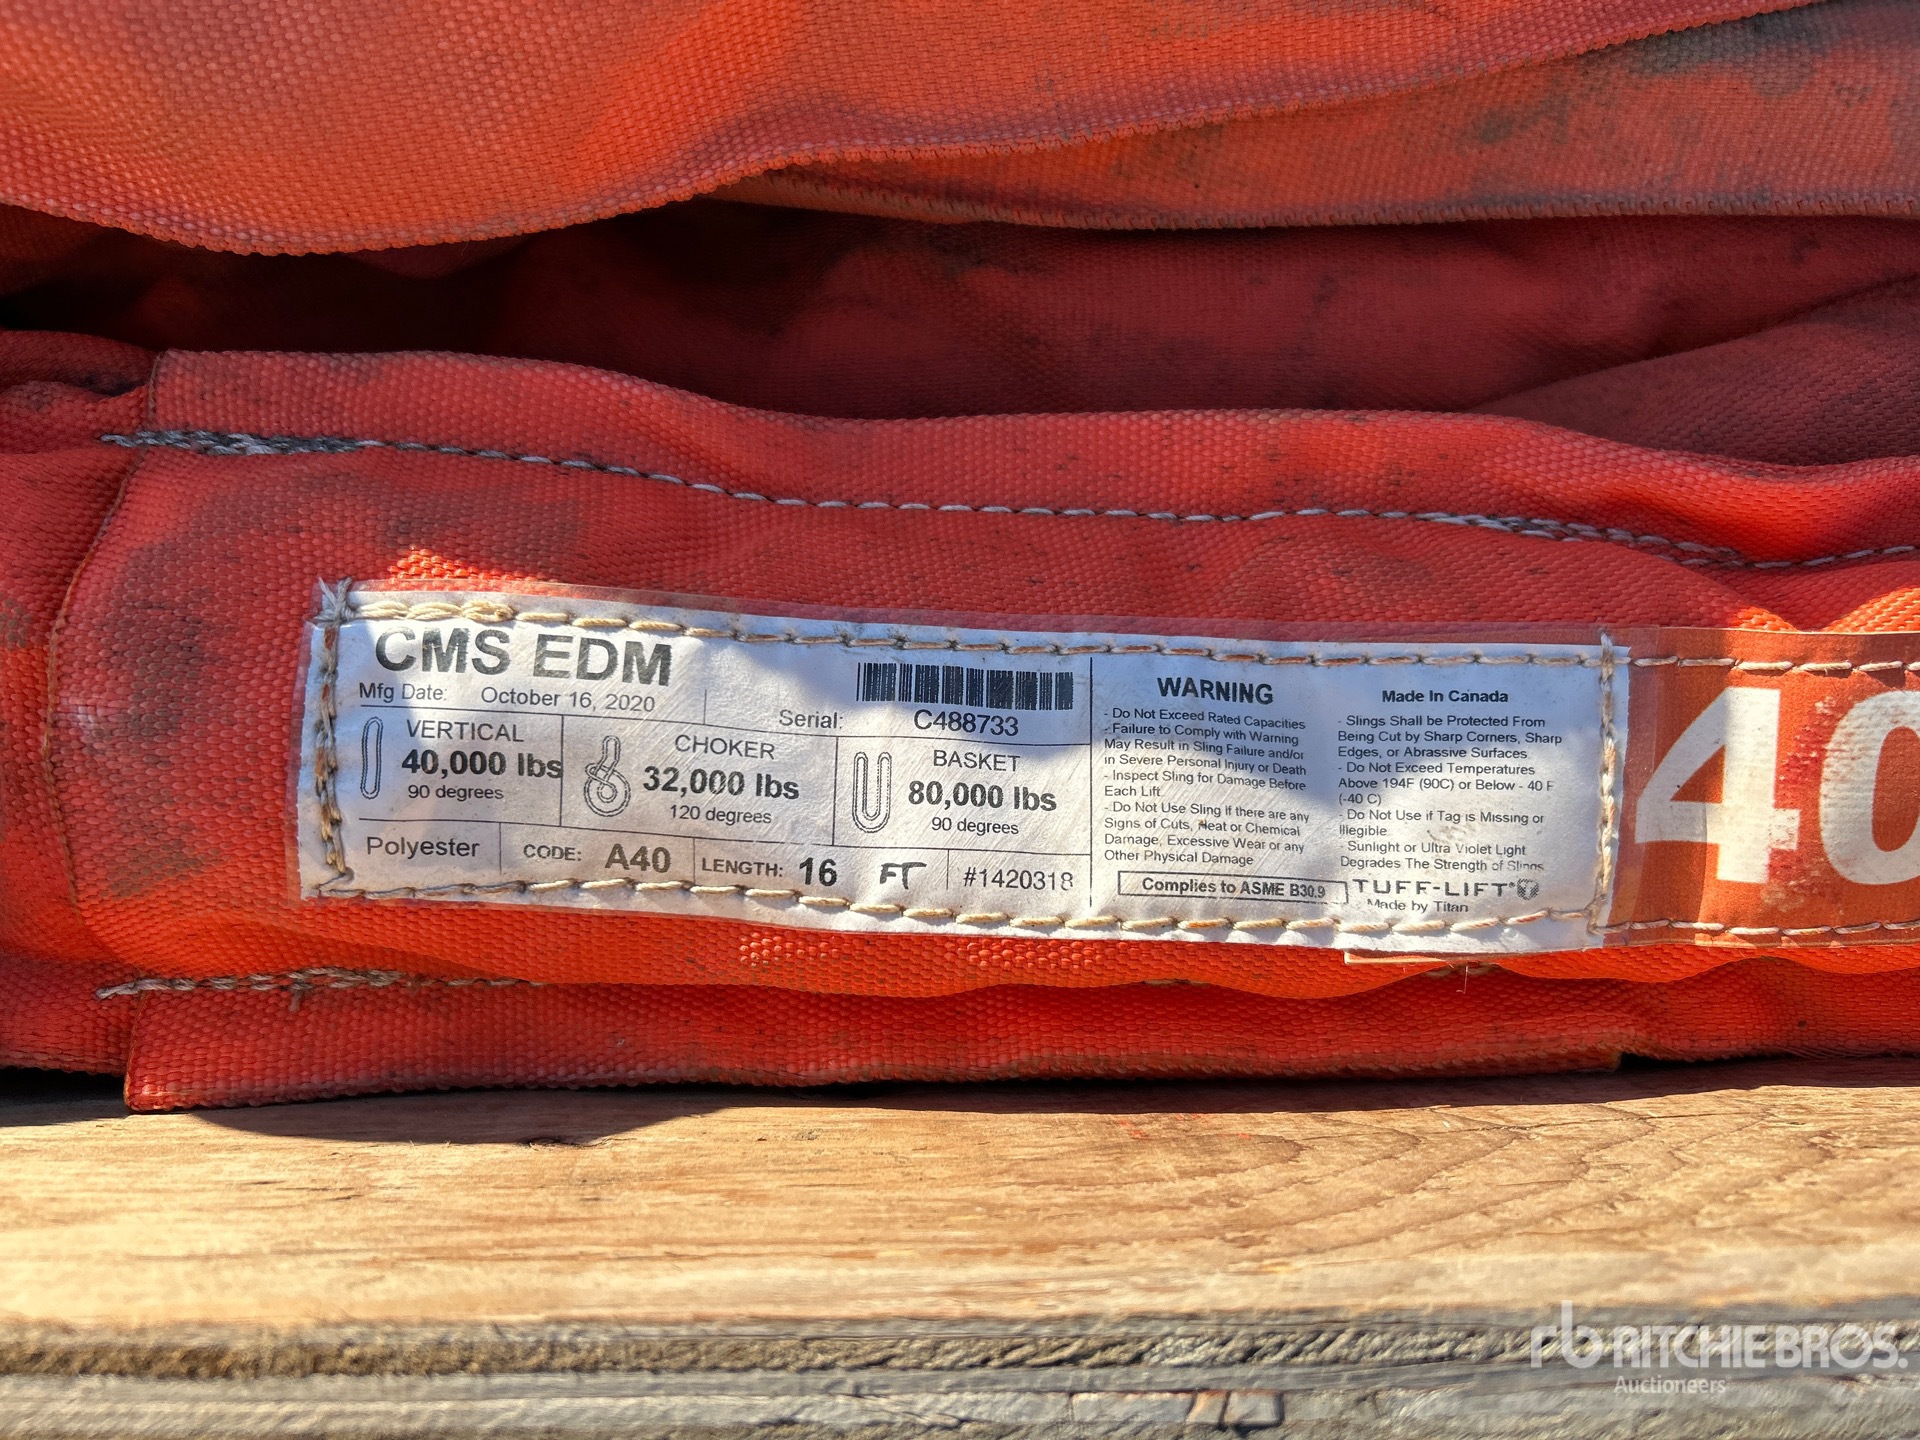 CMS EDM
Mfg Date: October 16, 2020
Serial: C488733
VERTICAL
40,000 lbs
90 degrees
CHOKER
32,000 lbs
120 degrees
BASKET
80,000 lbs
90 degrees
Polyester
CODE: A40
LENGTH: 16 FT
#1420318
WARNING
- Do Not Exceed Rated Capacities
- Failure to Comply with Warning
May Result in Sling Failure and/or
in Severe Personal Injury or Death
- Inspect Sling for Damage Before
Each Lift
- Do Not Use Sling if there are any
Signs of Cuts, Heat or Chemical
Damage, Excessive Wear or any
Other Physical Damage
Complies to ASME B30.9
Made In Canada
- Slings Shall be Protected From
Being Cut by Sharp Corners, Sharp
Edges, or Abrasive Surfaces
- Do Not Exceed Temperatures
Above 194F (90C) or Below - 40 F
(-40 C)
- Do Not Use if Tag is Missing or
Illegible
- Sunlight or Ultra Violet Light
Degrades The Strength of Slings
TUFF-LIFT
Made by Titan
40
rb RITCHIE BROS.
Auctioneers